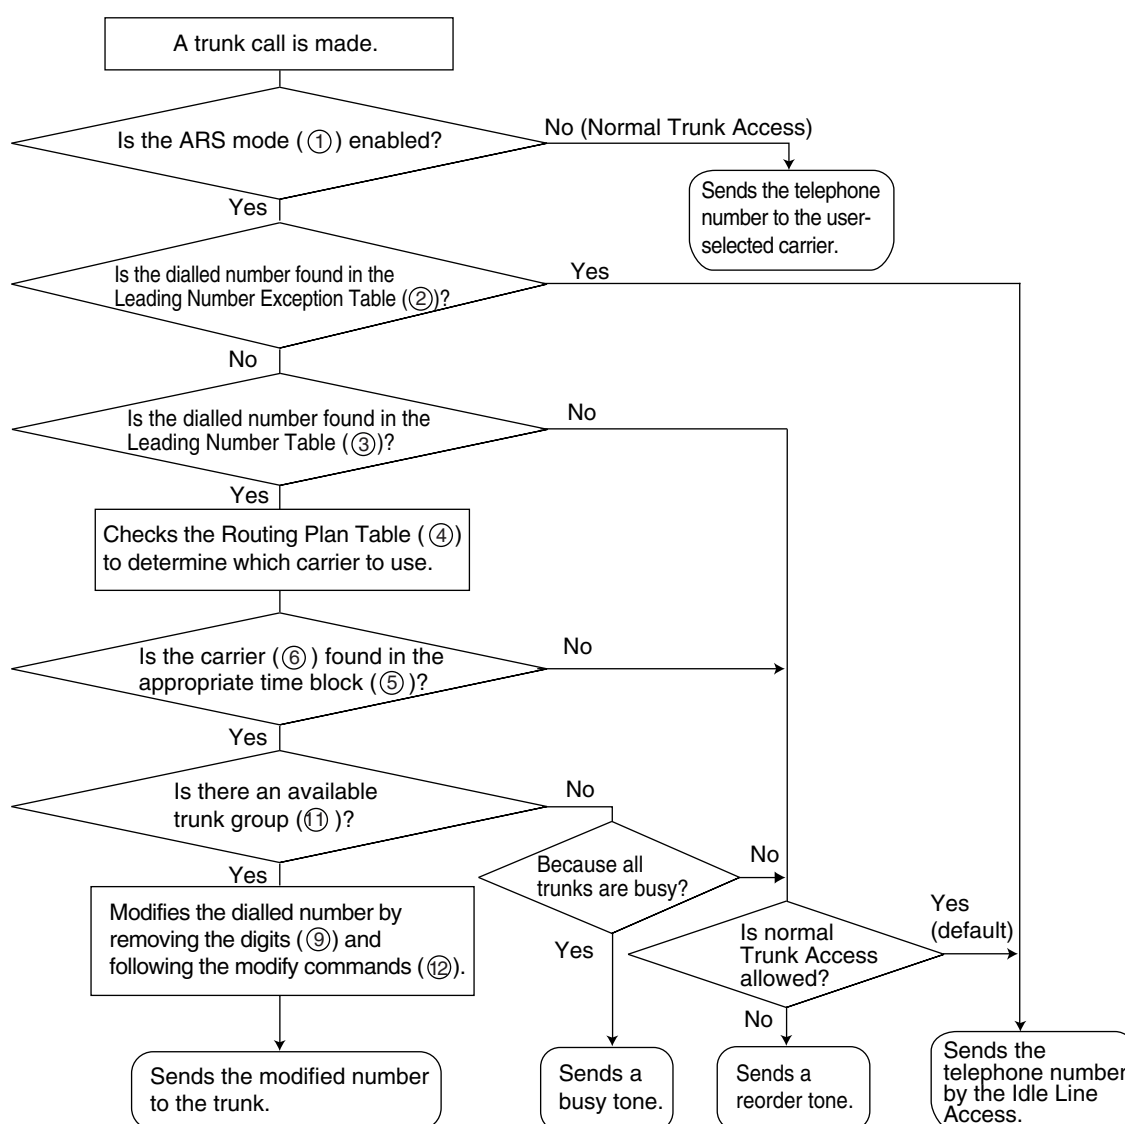 A trunk call is made.
Is the ARS mode (①) enabled?
No (Normal Trunk Access)
Sends the telephone
number to the user-
selected carrier.
Yes
Is the dialled number found in the
Leading Number Exception Table (②)?
Yes
No
Is the dialled number found in the
Leading Number Table (③)?
No
Yes
Checks the Routing Plan Table (④)
to determine which carrier to use.
Is the carrier (⑥) found in the
appropriate time block (⑤)?
No
Yes
Is there an available
trunk group (⑪)?
No
Because all
trunks are busy?
No
Yes
Modifies the dialled number by
removing the digits (⑨) and
following the modify commands (⑫).
Yes
Is normal
Trunk Access
allowed?
Yes
(default)
No
Sends the modified number
to the trunk.
Sends a
busy tone.
Sends a
reorder tone.
Sends the
telephone number
by the Idle Line
Access.